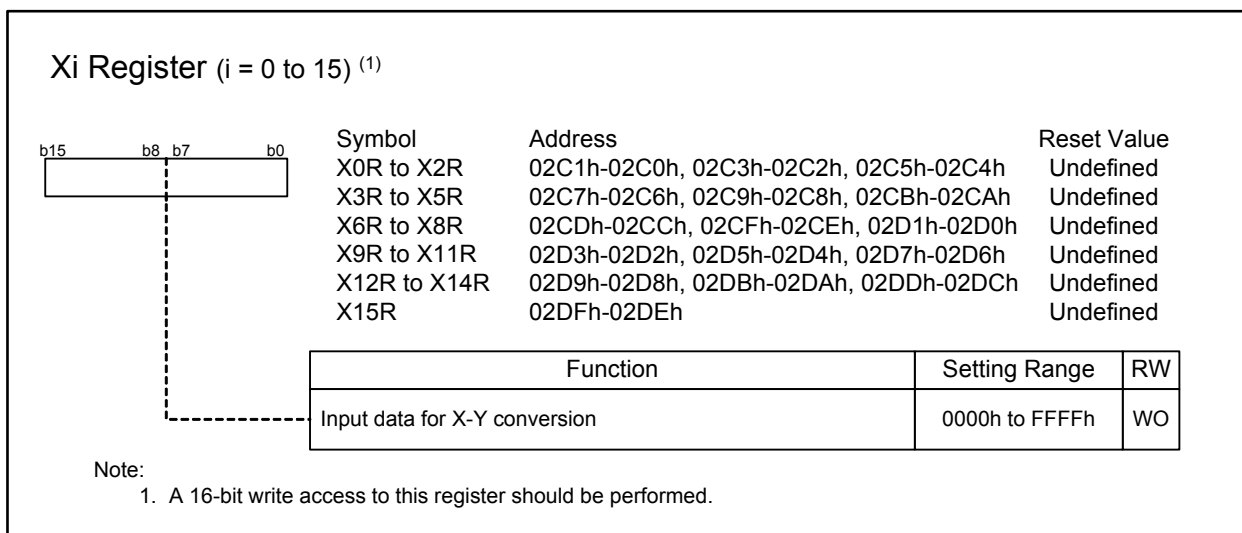 Xi Register (i = 0 to 15) (1)
b15 b8 b7 b0
Symbol Address Reset Value
X0R to X2R 02C1h-02C0h, 02C3h-02C2h, 02C5h-02C4h Undefined
X3R to X5R 02C7h-02C6h, 02C9h-02C8h, 02CBh-02CAh Undefined
X6R to X8R 02CDh-02CCh, 02CFh-02CEh, 02D1h-02D0h Undefined
X9R to X11R 02D3h-02D2h, 02D5h-02D4h, 02D7h-02D6h Undefined
X12R to X14R 02D9h-02D8h, 02DBh-02DAh, 02DDh-02DCh Undefined
X15R 02DFh-02DEh Undefined
Function Setting Range RW
Input data for X-Y conversion 0000h to FFFFh WO
Note:
1. A 16-bit write access to this register should be performed.